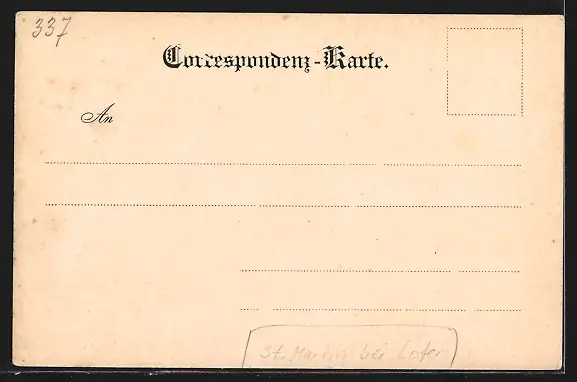 337
Correspondenz-Karte.
An
St. Martin bei Lofer